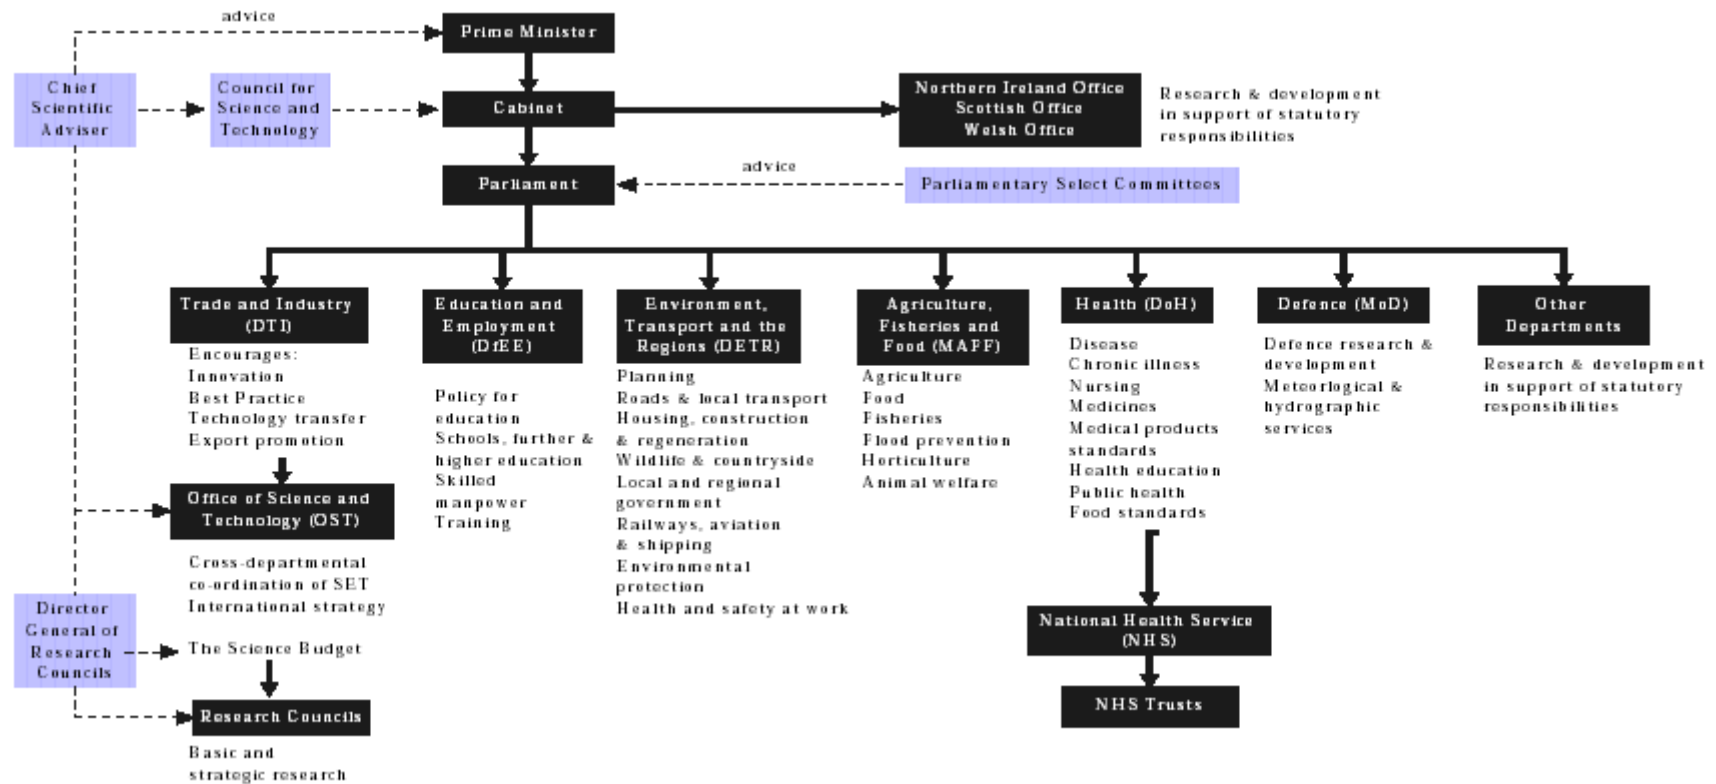 advice
Prime Minister
Chief
Scientific
Adviser
Council for
Science and
Technology
Cabinet
Northern Ireland Office
Scottish Office
Welsh Office
Research & development
in support of statutory
responsibilities
Parliament
advice
Parliamentary Select Committees
Trade and Industry
(DTI)
Encourages:
Innovation
Best Practice
Technology transfer
Export promotion
Office of Science and
Technology (OST)
Cross-departmental
co-ordination of SET
International strategy
Director
General of
Research
Councils
The Science Budget
Research Councils
Basic and
strategic research
Education and
Employment
(DfEE)
Policy for
education
Schools, further &
higher education
Skilled
manpower
Training
Environment,
Transport and the
Regions (DETR)
Planning
Roads & local transport
Housing, construction
& regeneration
Wildlife & countryside
Local and regional
government
Railways, aviation
& shipping
Environmental
protection
Health and safety at work
Agriculture,
Fisheries and
Food (MAFF)
Agriculture
Food
Fisheries
Flood prevention
Horticulture
Animal welfare
Health (DoH)
Disease
Chronic illness
Nursing
Medicines
Medical products
standards
Health education
Public health
Food standards
National Health Service
(NHS)
NHS Trusts
Defence (MoD)
Defence research &
development
Meteorlogical &
hydrographic
services
Other
Departments
Research & development
in support of statutory
responsibilities